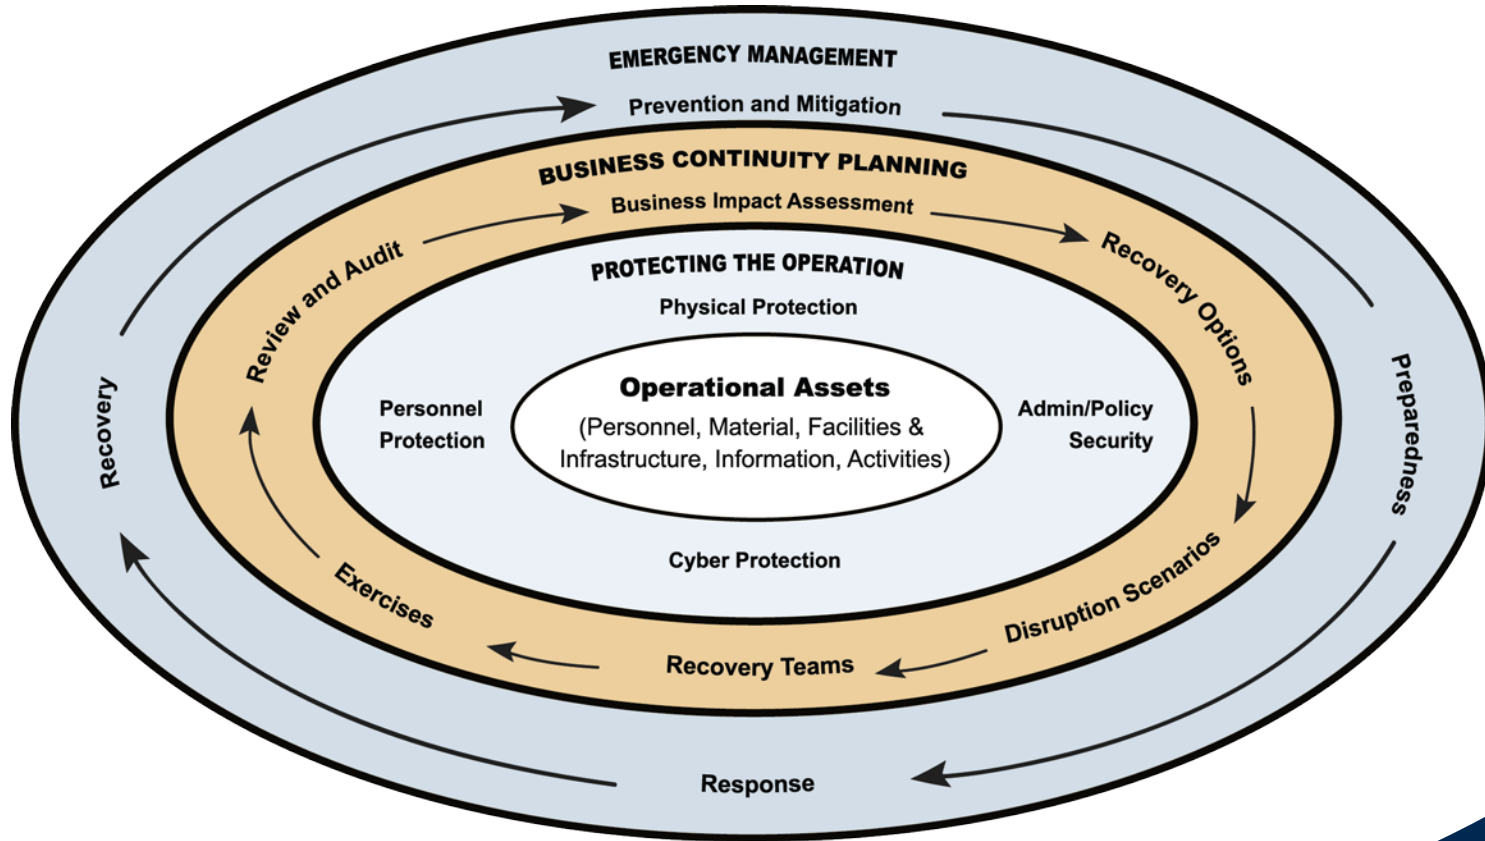 EMERGENCY MANAGEMENT
Prevention and Mitigation
BUSINESS CONTINUITY PLANNING
Business Impact Assessment
Review and Audit
Recovery Options
PROTECTING THE OPERATION
Physical Protection
Operational Assets
(Personnel, Material, Facilities &
Infrastructure, Information, Activities)
Personnel
Protection
Admin/Policy
Security
Recovery
Preparedness
Cyber Protection
Exercises
Disruption Scenarios
Recovery Teams
Response